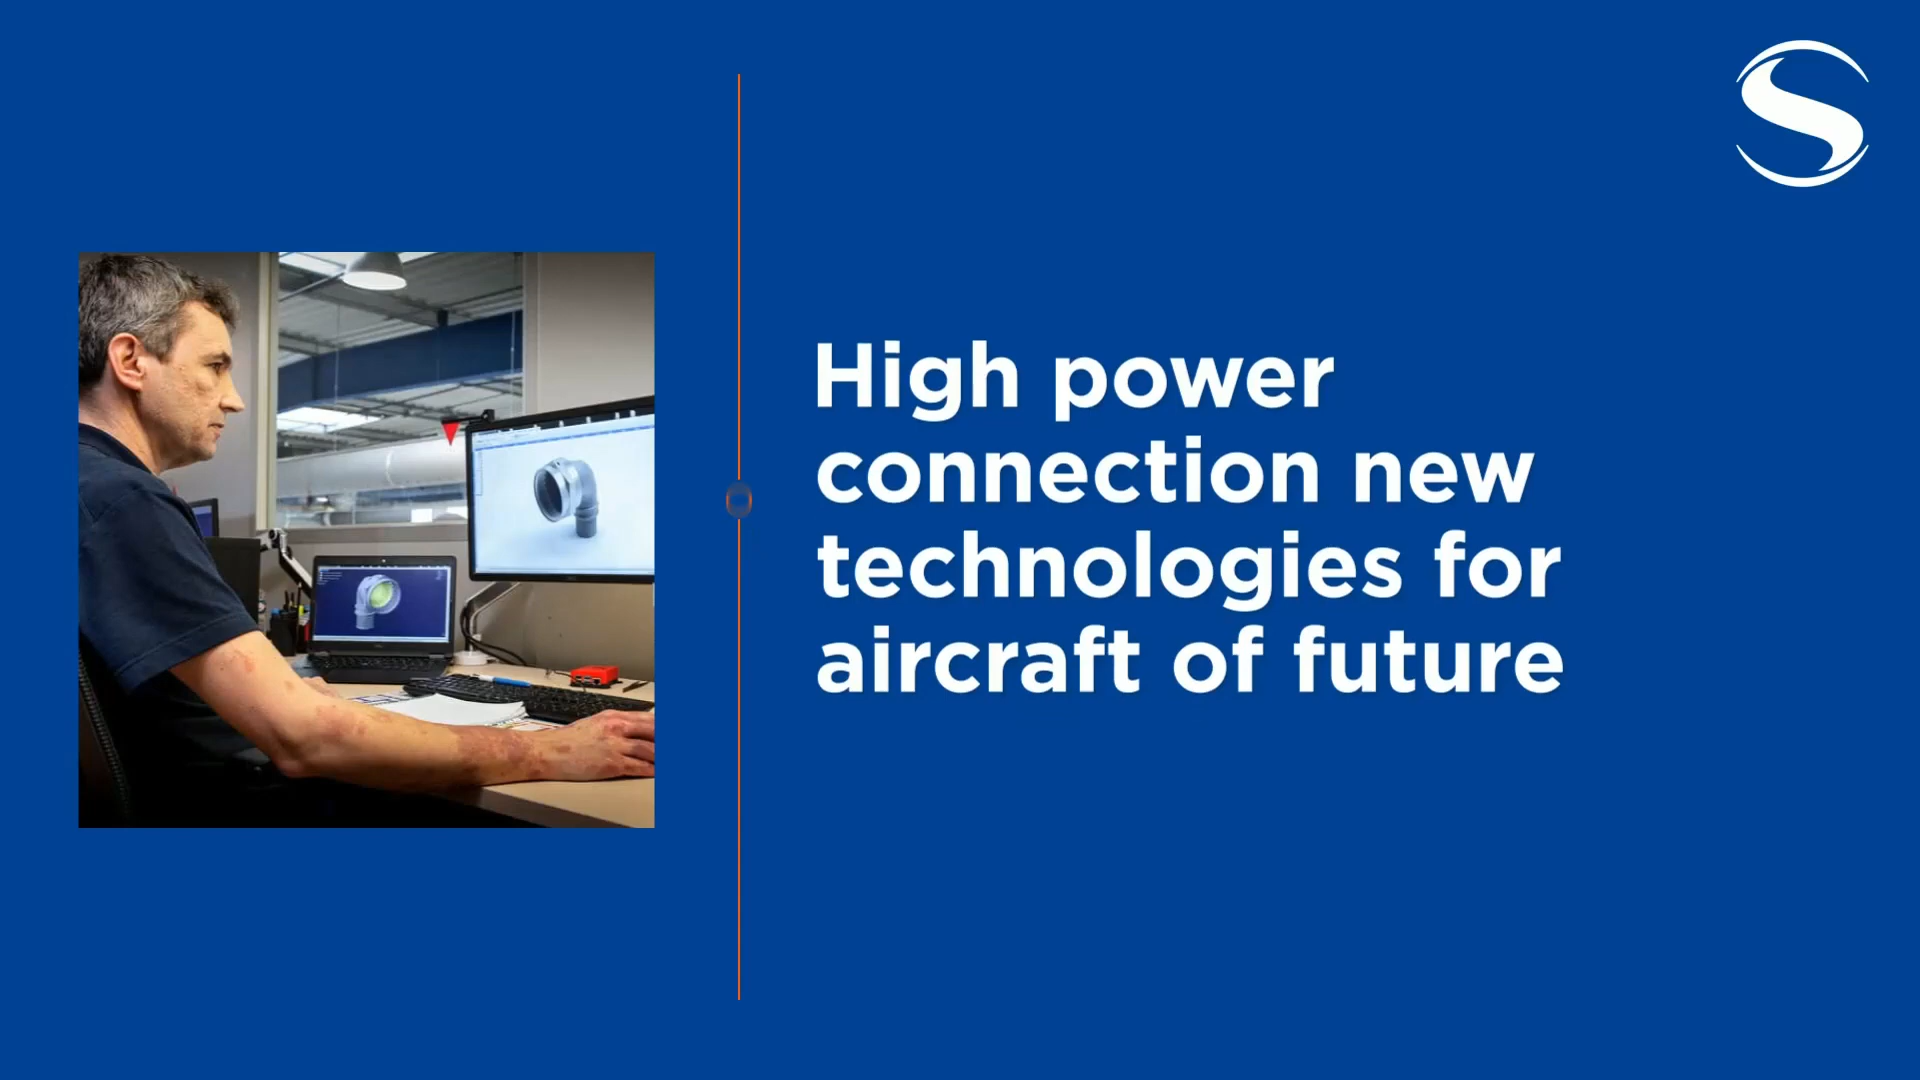 High power
connection new
technologies for
aircraft of future